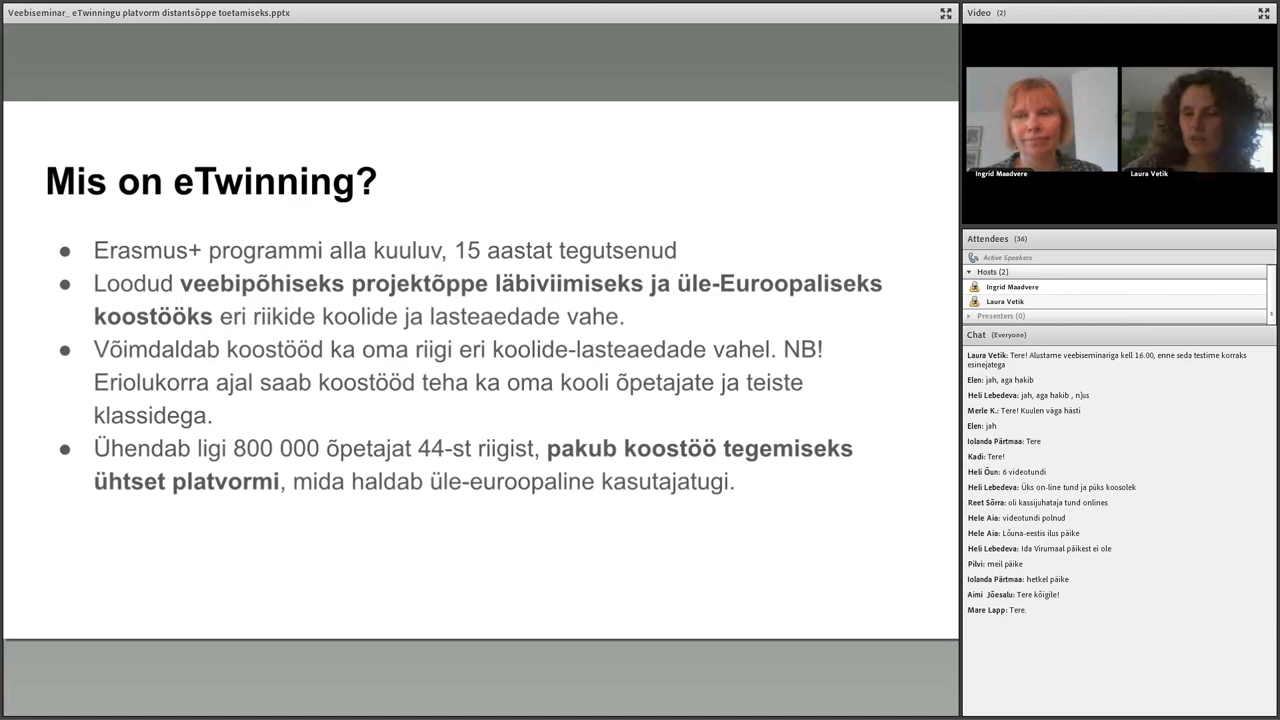 Veebiseminar_ eTwinningu platvorm distantsõppe toetamiseks.pptx
Mis on eTwinning?
● Erasmus+ programmi alla kuuluv, 15 aastat tegutsenud
● Loodud veebipõhiseks projektõppe läbiviimiseks ja üle-Euroopaliseks
koostööks eri riikide koolide ja lasteaedade vahe.
● Võimdaldab koostööd ka oma riigi eri koolide-lasteaedade vahel. NB!
Eriolukorra ajal saab koostööd teha ka oma kooli õpetajate ja teiste
klassidega.
● Ühendab ligi 800 000 õpetajat 44-st riigist, pakub koostöö tegemiseks
ühtset platvormi, mida haldab üle-euroopaline kasutajatugi.
Video (2)
Ingrid Maadvere
Laura Vetik
Attendees (36)
Active Speakers
Hosts (2)
Ingrid Maadvere
Laura Vetik
Presenters (0)
Chat (Everyone)
Laura Vetik: Tere! Alustame veebiseminariga kell 16.00, enne seda testime korraks
esinejatega
Elen: jah, aga hakib
Heli Lebedeva: jah, aga hakib , n]us
Merle K.: Tere! Kuulen väga hästi
Elen: jah
Iolanda Pärtmaa: Tere
Kadi: Tere!
Heli Õun: 6 videotundi
Heli Lebedeva: Üks on-line tund ja püks koosolek
Reet Sõrra: oli kassijuhataja tund onlines
Hele Aia: videotundi polnud
Hele Aia: Lõuna-eestis ilus päike
Heli Lebedeva: Ida Virumaal päikest ei ole
Pilvi: meil päike
Iolanda Pärtmaa: hetkel päike
Aimi Jõesalu: Tere kõigile!
Mare Lapp: Tere.